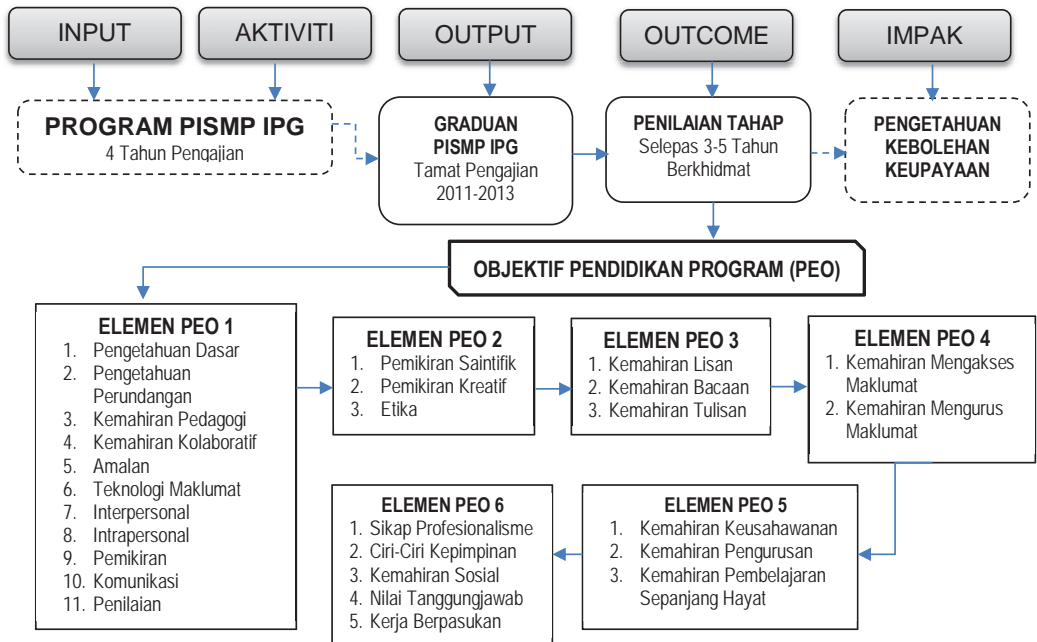 INPUT
AKTIVITI
OUTPUT
OUTCOME
IMPAK
PROGRAM PISMP IPG
4 Tahun Pengajian
GRADUAN
PISMP IPG
Tamat Pengajian
2011-2013
PENILAIAN TAHAP
Selepas 3-5 Tahun
Berkhidmat
PENGETAHUAN
KEBOLEHAN
KEUPAYAAN
OBJEKTIF PENDIDIKAN PROGRAM (PEO)
ELEMEN PEO 1
1. Pengetahuan Dasar
2. Pengetahuan
Perundangan
3. Kemahiran Pedagogi
4. Kemahiran Kolaboratif
5. Amalan
6. Teknologi Maklumat
7. Interpersonal
8. Intrapersonal
9. Pemikiran
10. Komunikasi
11. Penilaian
ELEMEN PEO 2
1. Pemikiran Saintifik
2. Pemikiran Kreatif
3. Etika
ELEMEN PEO 3
1. Kemahiran Lisan
2. Kemahiran Bacaan
3. Kemahiran Tulisan
ELEMEN PEO 4
1. Kemahiran Mengakses
Maklumat
2. Kemahiran Mengurus
Maklumat
ELEMEN PEO 5
1. Kemahiran Keusahawanan
2. Kemahiran Pengurusan
3. Kemahiran Pembelajaran
Sepanjang Hayat
ELEMEN PEO 6
1. Sikap Profesionalisme
2. Ciri-Ciri Kepimpinan
3. Kemahiran Sosial
4. Nilai Tanggungjawab
5. Kerja Berpasukan